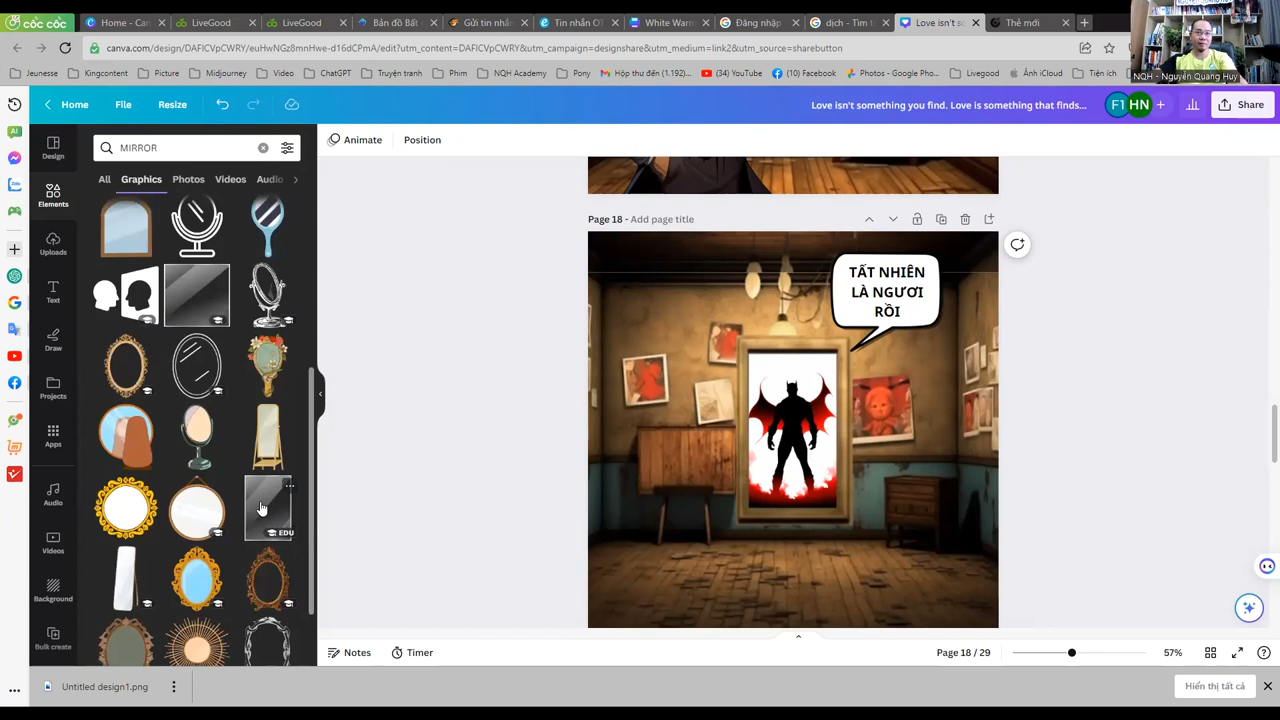 cốc cốc
Home - Can
LiveGood
LiveGood
Bản đồ Bất
Gửi tin nhắn
Tin nhắn OT
White Warm
Đăng nhập
dịch - Tìm t
Love isn't so
Thẻ mới
canva.com/design/DAFlCVpCWRY/euHwNGz8mnHwe-d16dCPmA/edit?utm_content=DAFlCVpCWRY&utm_campaign=designshare&utm_medium=link2&utm_source=sharebutton
NQH - Nguyễn Quang Huy
Jeunesse
Kingcontent
Picture
Midjourney
Video
ChatGPT
Truyện tranh
Phim
NQH Academy
Pony
Hộp thư đến (1.192)...
(34) YouTube
(10) Facebook
Photos - Google Pho...
Livegood
Ảnh iCloud
Tiện ích
Home
File
Resize
Love isn't something you find. Love is something that finds...
F1
HN
Share
Design
Elements
Uploads
Text
Draw
Projects
Apps
Audio
Videos
Background
Bulk create
MIRROR
All
Graphics
Photos
Videos
Audio
EDU
Animate
Position
Page 18 - Add page title
TẤT NHIÊN
LÀ NGƯƠI
RỒI
Notes
Timer
Page 18 / 29
57%
Untitled design1.png
Hiển thị tất cả